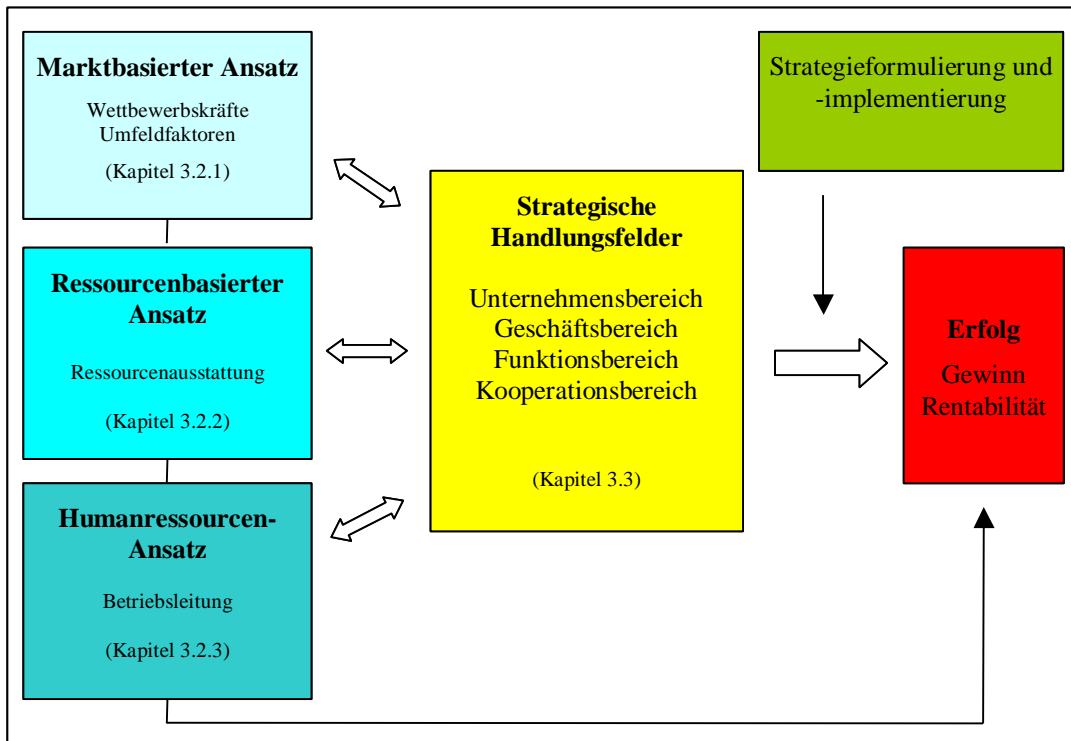 Marktbasierter Ansatz
Wettbewerbskräfte
Umfeldfaktoren
(Kapitel 3.2.1)
Ressourcenbasierter
Ansatz
Ressourcenausstattung
(Kapitel 3.2.2)
Humanressourcen-
Ansatz
Betriebsleitung
(Kapitel 3.2.3)
Strategische
Handlungsfelder
Unternehmensbereich
Geschäftsbereich
Funktionsbereich
Kooperationsbereich
(Kapitel 3.3)
Strategieformulierung und
-implementierung
Erfolg
Gewinn
Rentabilität